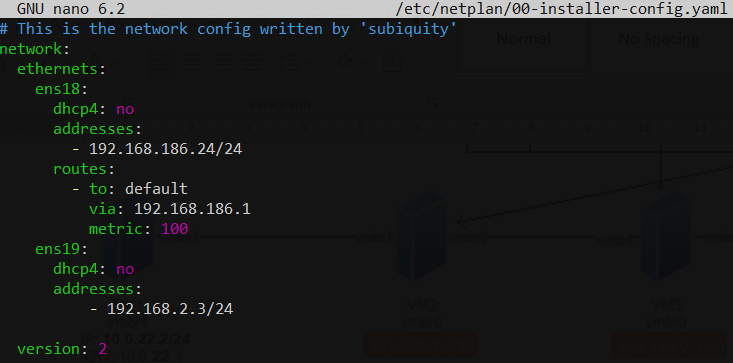 GNU nano 6.2 /etc/netplan/00-installer-config.yaml
# This is the network config written by 'subiquity'
network:
  ethernets:
    ens18:
      dhcp4: no
      addresses:
        - 192.168.186.24/24
      routes:
        - to: default
          via: 192.168.186.1
          metric: 100
    ens19:
      dhcp4: no
      addresses:
          - 192.168.2.3/24
  version: 2
Normal
No Spacing